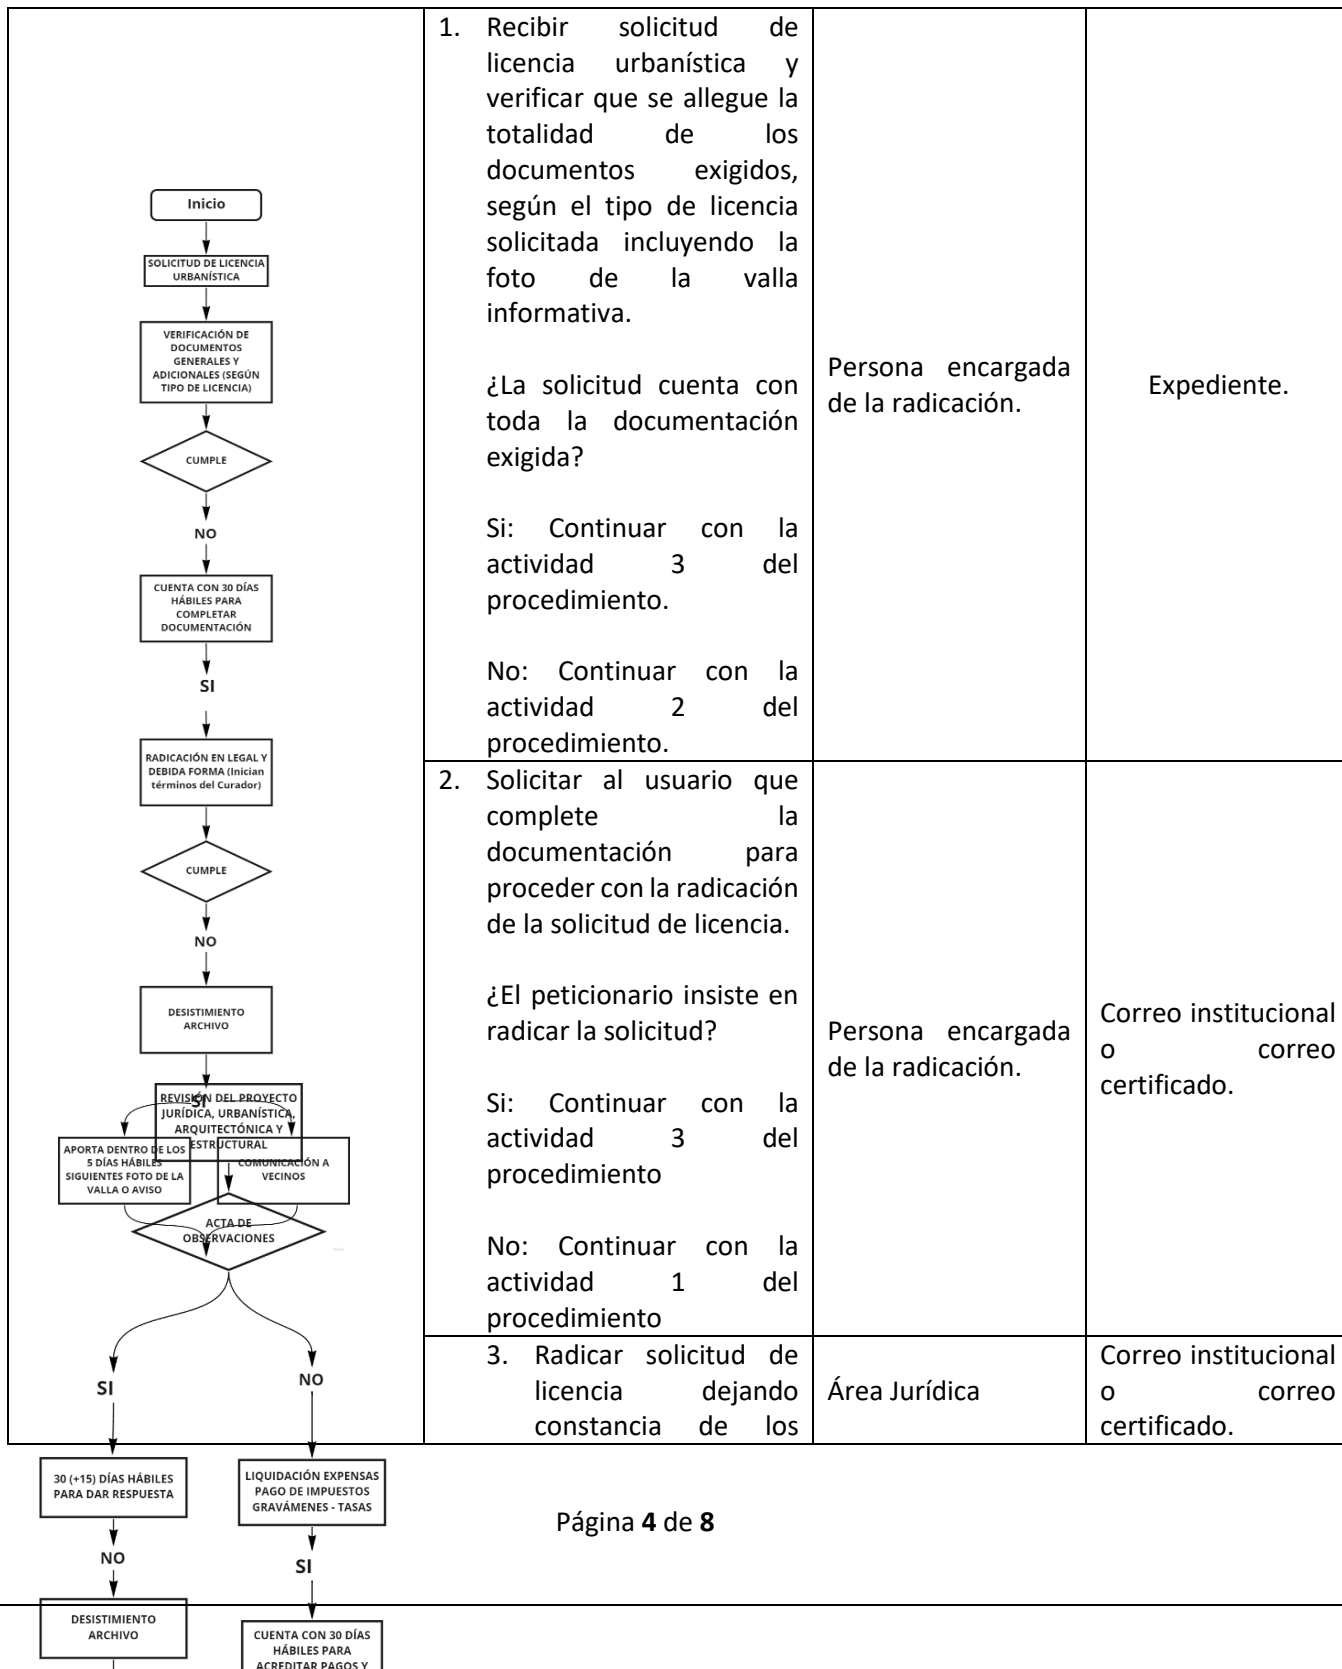 Inicio
SOLICITUD DE LICENCIA
URBANÍSTICA
VERIFICACIÓN DE
DOCUMENTOS
GENERALES Y
ADICIONALES (SEGÚN
TIPO DE LICENCIA)
CUMPLE
NO
CUENTA CON 30 DÍAS
HÁBILES PARA
COMPLETAR
DOCUMENTACIÓN
SI
RADICACIÓN EN LEGAL Y
DEBIDA FORMA (Inician
términos del Curador)
CUMPLE
NO
DESISTIMIENTO
ARCHIVO
SI
REVISIÓN DEL PROYECTO
JURÍDICA, URBANÍSTICA,
ARQUITECTÓNICA Y
ESTRUCTURAL
APORTA DENTRO DE LOS
5 DÍAS HÁBILES
SIGUIENTES FOTO DE LA
VALLA O AVISO
COMUNICACIÓN A
VECINOS
ACTA DE
OBSERVACIONES
SI
NO
30 (+15) DÍAS HÁBILES
PARA DAR RESPUESTA
LIQUIDACIÓN EXPENSAS
PAGO DE IMPUESTOS
GRAVÁMENES - TASAS
NO
SI
DESISTIMIENTO
ARCHIVO
CUENTA CON 30 DÍAS
HÁBILES PARA
ACREDITAR PAGOS Y
1. Recibir solicitud de
licencia urbanística y
verificar que se allegue la
totalidad de los
documentos exigidos,
según el tipo de licencia
solicitada incluyendo la
foto de la valla
informativa.
¿La solicitud cuenta con
toda la documentación
exigida?
Si: Continuar con la
actividad 3 del
procedimiento.
No: Continuar con la
actividad 2 del
procedimiento.
Persona encargada
de la radicación.
Expediente.
2. Solicitar al usuario que
complete la
documentación para
proceder con la radicación
de la solicitud de licencia.
¿El peticionario insiste en
radicar la solicitud?
Si: Continuar con la
actividad 3 del
procedimiento
No: Continuar con la
actividad 1 del
procedimiento
Persona encargada
de la radicación.
Correo institucional
o correo
certificado.
3. Radicar solicitud de
licencia dejando
constancia de los
Área Jurídica
Correo institucional
o correo
certificado.
Página 4 de 8